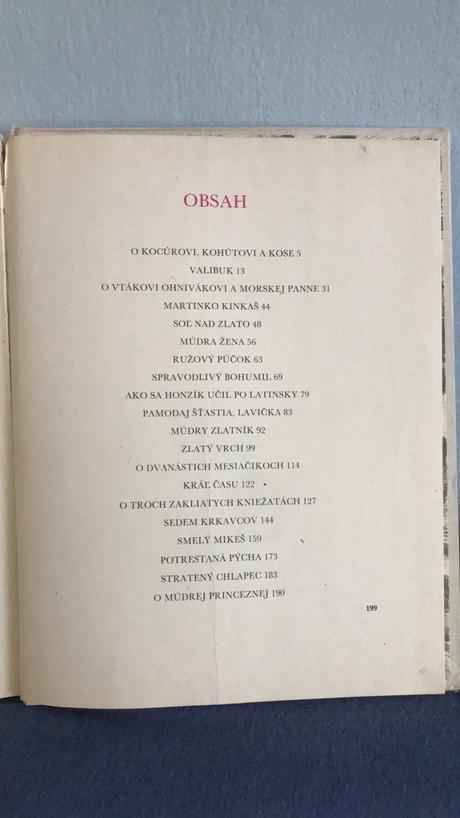 OBSAH
O KOCÚROVI, KOHÚTOVI A KOSE 5
VALIBUK 13
O VTÁKOVI OHNIVÁKOVI A MORSKEJ PANNE 31
MARTINKO KINKAŠ 44
SOĽ NAD ZLATO 48
MÚDRA ŽENA 56
RUŽOVÝ PÚČOK 63
SPRAVODLIVÝ BOHUMIL 69
AKO SA HONZÍK UČIL PO LATINSKY 79
PAMODAJ ŠŤASTIA, LAVIČKA 83
MÚDRY ZLATNÍK 92
ZLATÝ VRCH 99
O DVANÁSTICH MESIAČIKOCH 114
KRÁĽ ČASU 122
O TROCH ZAKLIATYCH KNIEŽATÁCH 127
SEDEM KRKAVCOV 144
SMELÝ MIKEŠ 159
POTRESTANÁ PÝCHA 173
STRATENÝ CHLAPEC 183
O MÚDREJ PRINCEZNEJ 190
199